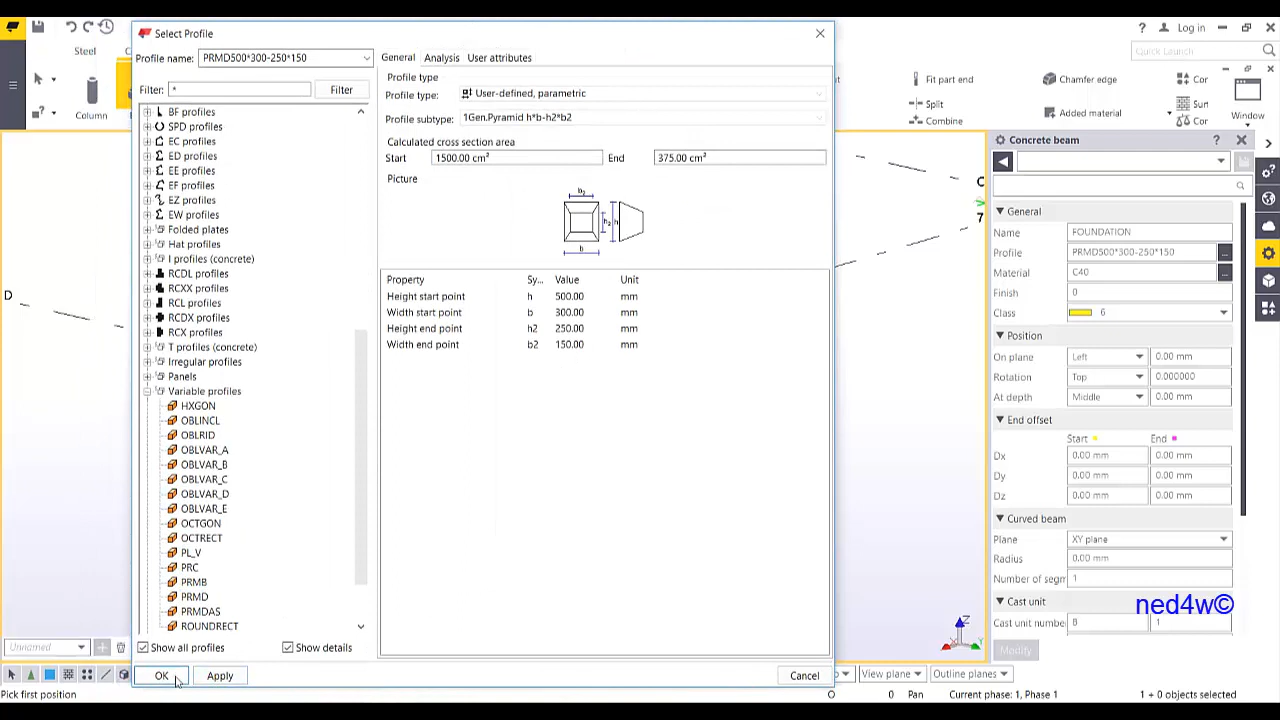 Select Profile
Log in
Quick Launch
Steel
Column
Fit part end
Chamfer edge
Cor
Split
Surf
Added material
Window
Combine
Cor
Profile name: PRMD500*300-250*150
Filter: *
Filter
BF profiles
SPD profiles
EC profiles
ED profiles
EE profiles
EF profiles
EZ profiles
EW profiles
Folded plates
Hat profiles
I profiles (concrete)
RCDL profiles
RCXX profiles
RCL profiles
RCDX profiles
RCX profiles
T profiles (concrete)
Irregular profiles
Panels
Variable profiles
HXGON
OBLINCL
OBLRID
OBLVAR_A
OBLVAR_B
OBLVAR_C
OBLVAR_D
OBLVAR_E
OCTGON
OCTRECT
PL_V
PRC
PRMB
PRMD
PRMDAS
ROUNDRECT
Show all profiles
Show details
OK
Apply
Cancel
General Analysis User attributes
Profile type
Profile type: User-defined, parametric
Profile subtype: 1Gen.Pyramid h*b-h2*b2
Calculated cross section area
Start 1500.00 cm² End 375.00 cm²
Picture
b2
h2
h
b
Property Sy... Value Unit
Height start point h 500.00 mm
Width start point b 300.00 mm
Height end point h2 250.00 mm
Width end point b2 150.00 mm
D
C
7
Z
Concrete beam
General
Name FOUNDATION
Profile PRMD500*300-250*150 ...
Material C40 ...
Finish 0
Class 6
Position
On plane Left 0.00 mm
Rotation Top 0.000000
At depth Middle 0.00 mm
End offset
Start End
Dx 0.00 mm 0.00 mm
Dy 0.00 mm 0.00 mm
Dz 0.00 mm 0.00 mm
Curved beam
Plane XY plane
Radius 0.00 mm
Number of segm 1
Cast unit
ned4w©
Cast unit number B 1
Modify
Unnamed
View plane
Outline planes
Pick first position
O 0 Pan Current phase: 1, Phase 1 1 + 0 objects selected